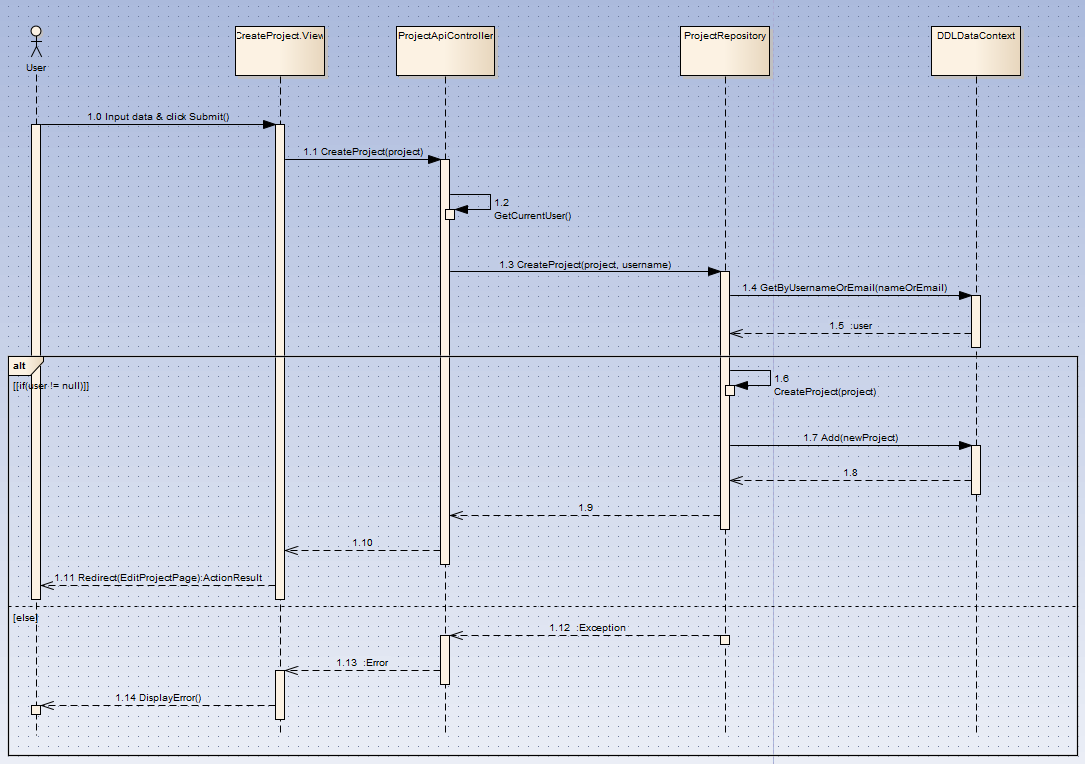 CreateProject.View
ProjectApiController
ProjectRepository
DDLDataContext
User
1.0 Input data & click Submit()
1.1 CreateProject(project)
1.2
GetCurrentUser()
1.3 CreateProject(project, username)
1.4 GetByUsernameOrEmail(nameOrEmail)
1.5 :user
alt
[[if(user != null)]]
1.6
CreateProject(project)
1.7 Add(newProject)
1.8
1.9
1.10
1.11 Redirect(EditProjectPage):ActionResult
[else]
1.12 :Exception
1.13 :Error
1.14 DisplayError()